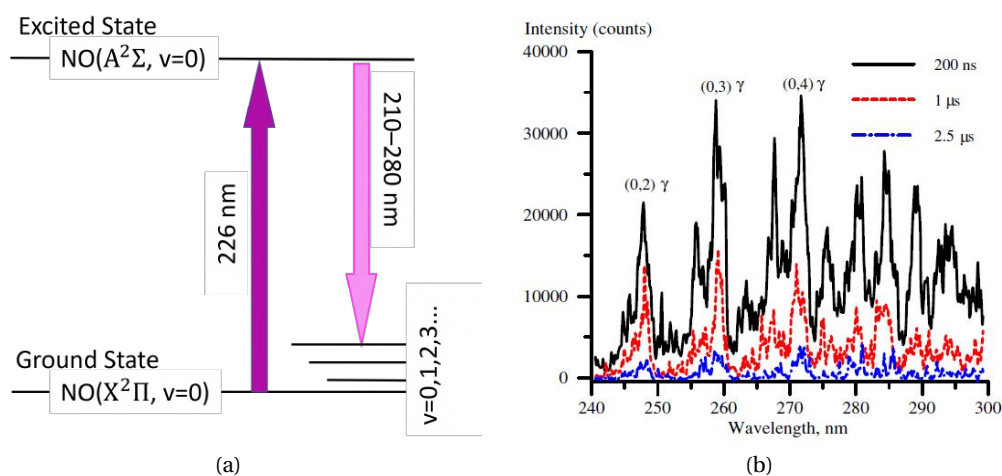 Excited State
NO(A²Σ, v=0)
226 nm
210–280 nm
v=0,1,2,3...
Ground State
NO(X²Π, v=0)
(a)
Intensity (counts)
40000
30000
20000
10000
0
(0,2) γ
(0,3) γ
(0,4) γ
200 ns
1 μs
2.5 μs
240 250 260 270 280 290 300
Wavelength, nm
(b)